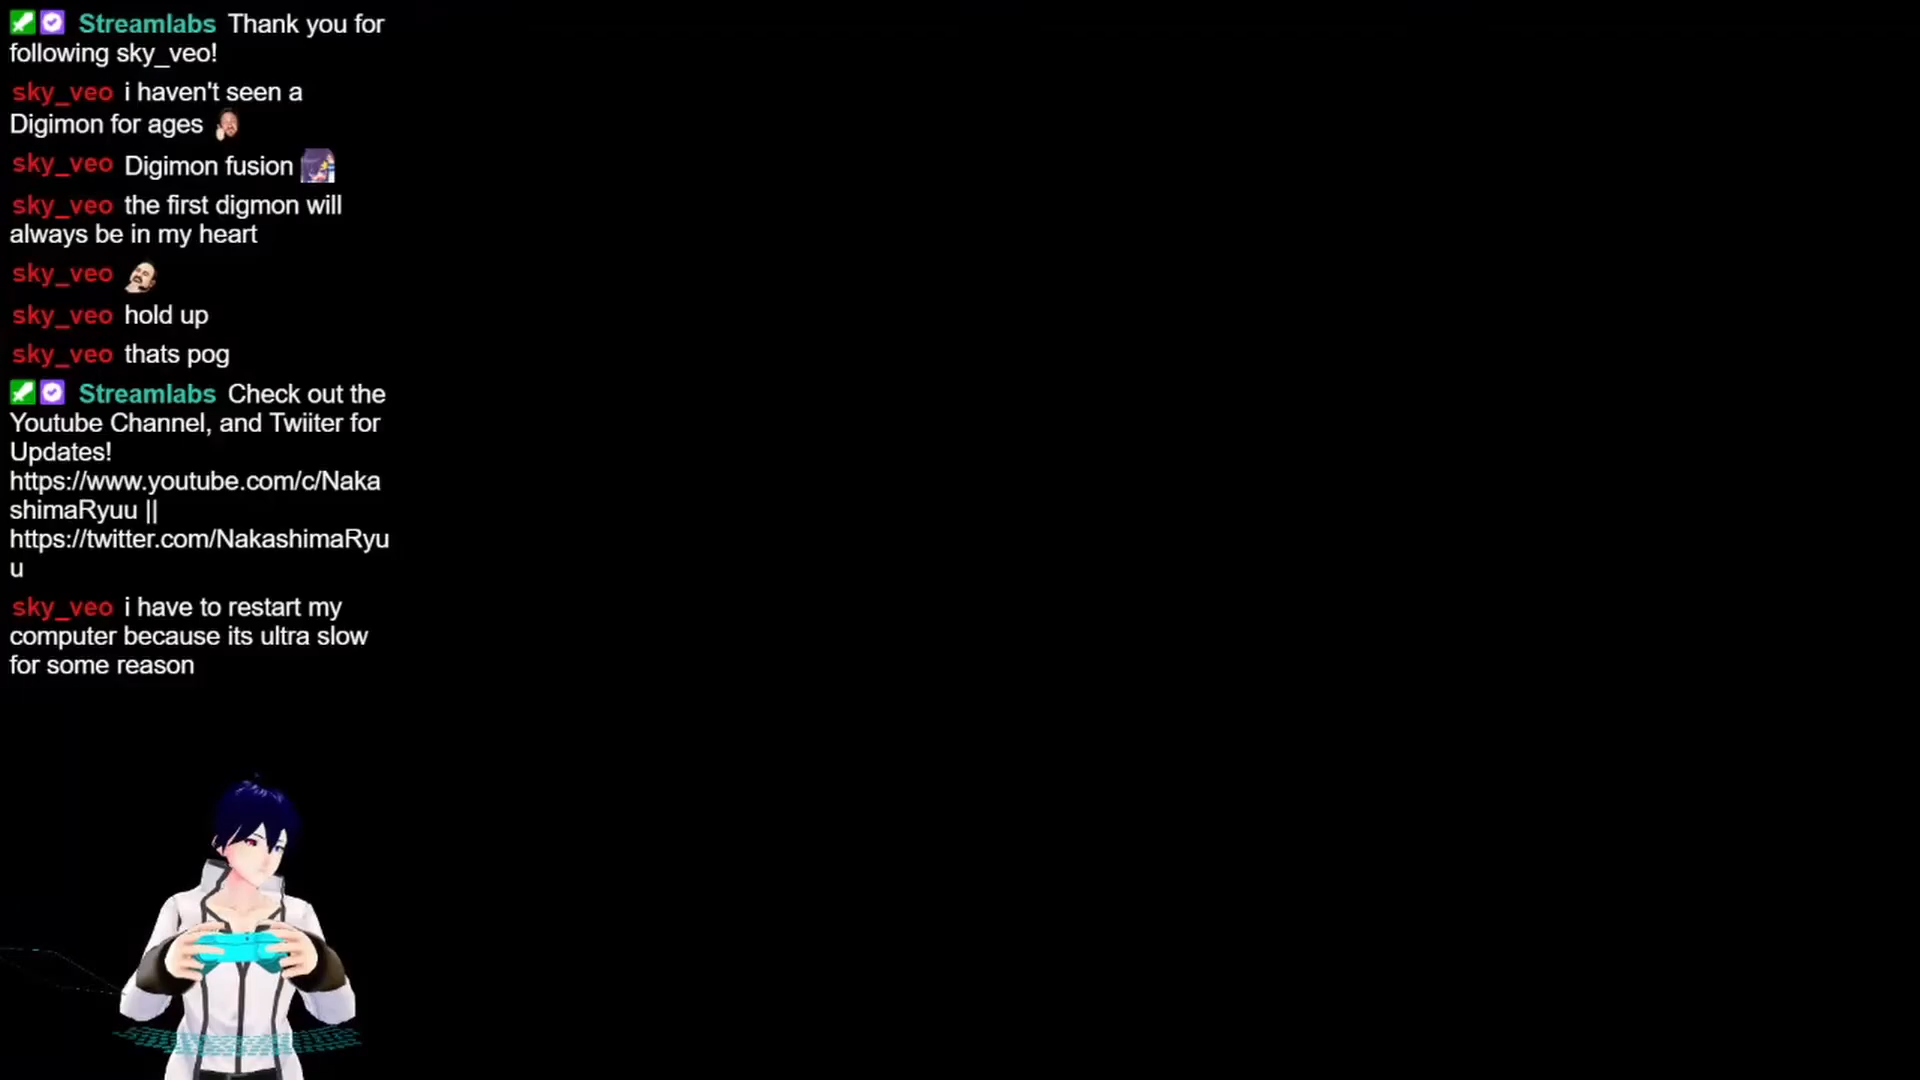 Streamlabs Thank you for
following sky_veo!
sky_veo i haven't seen a
Digimon for ages
sky_veo Digimon fusion
sky_veo the first digmon will
always be in my heart
sky_veo
sky_veo hold up
sky_veo thats pog
Streamlabs Check out the
Youtube Channel, and Twiiter for
Updates!
https://www.youtube.com/c/Naka
shimaRyuu ||
https://twitter.com/NakashimaRyu
u
sky_veo i have to restart my
computer because its ultra slow
for some reason